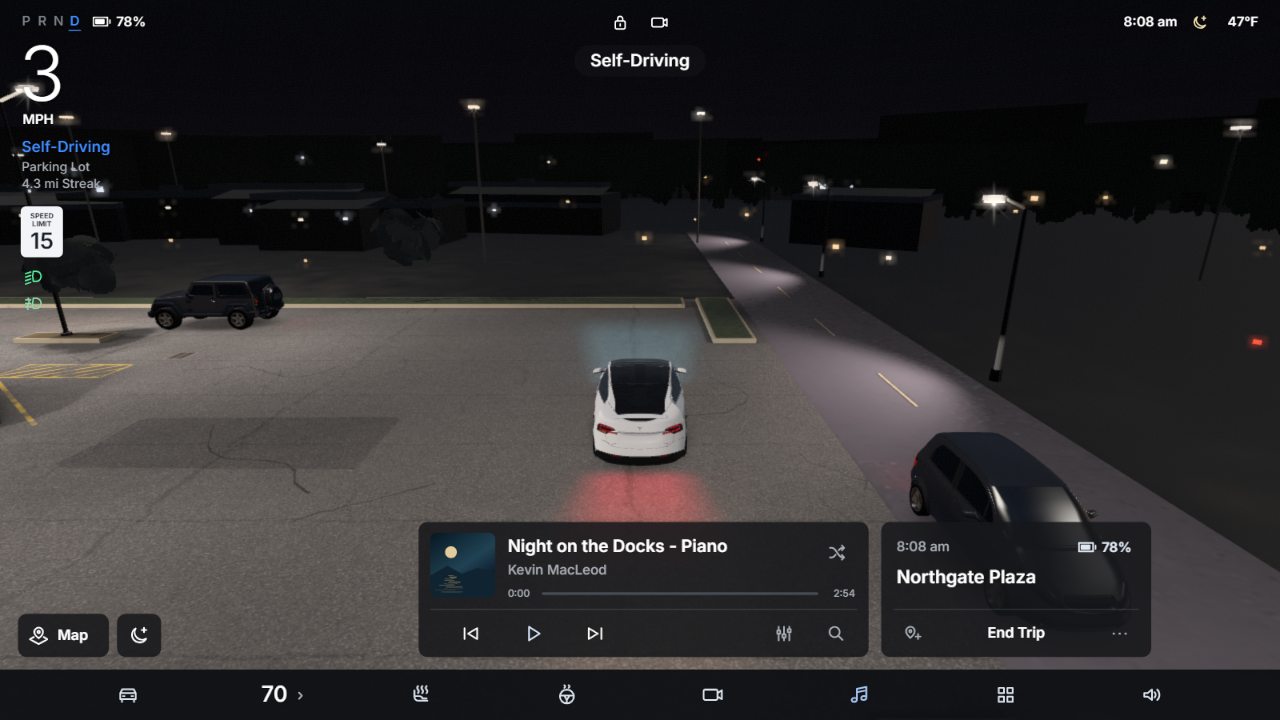 P R N D 78%
8:08 am 47°F
3
MPH
Self-Driving
Self-Driving
Parking Lot
4.3 mi Streak
SPEED
LIMIT
15
Night on the Docks - Piano
Kevin MacLeod
0:00 2:54
8:08 am 78%
Northgate Plaza
End Trip
Map
70